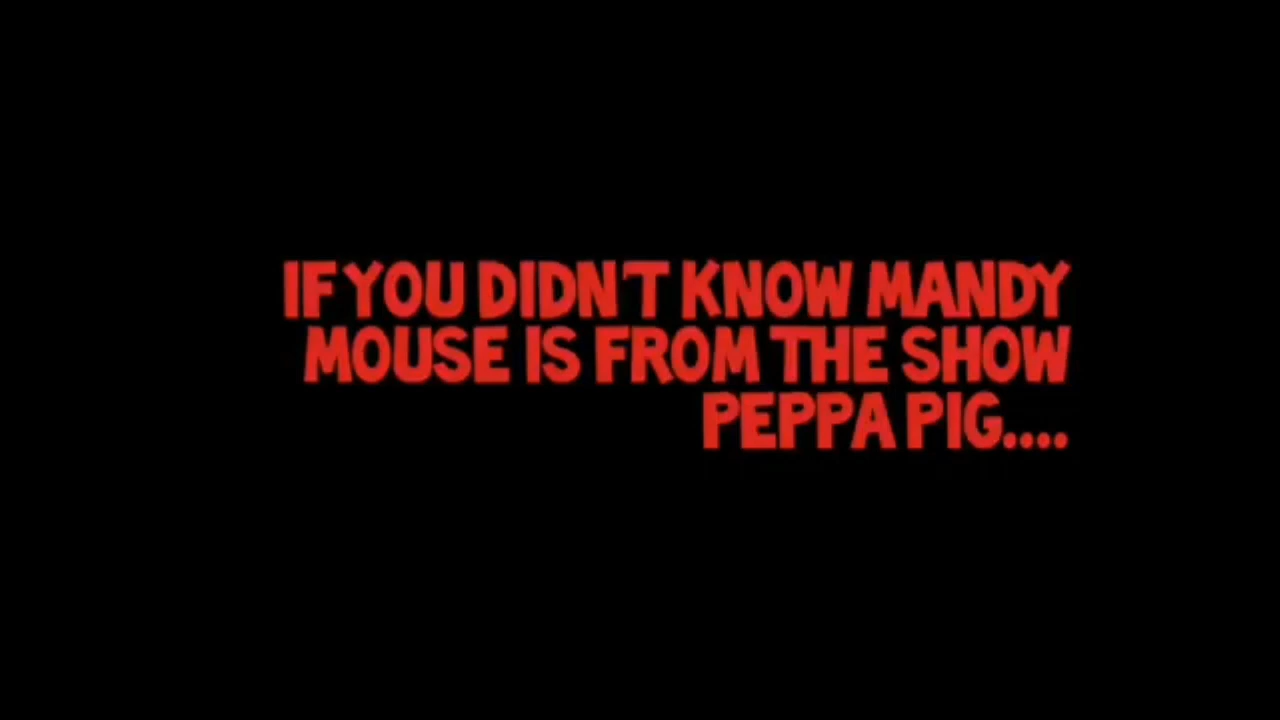 IF YOU DIDN'T KNOW MANDY
MOUSE IS FROM THE SHOW
PEPPA PIG....